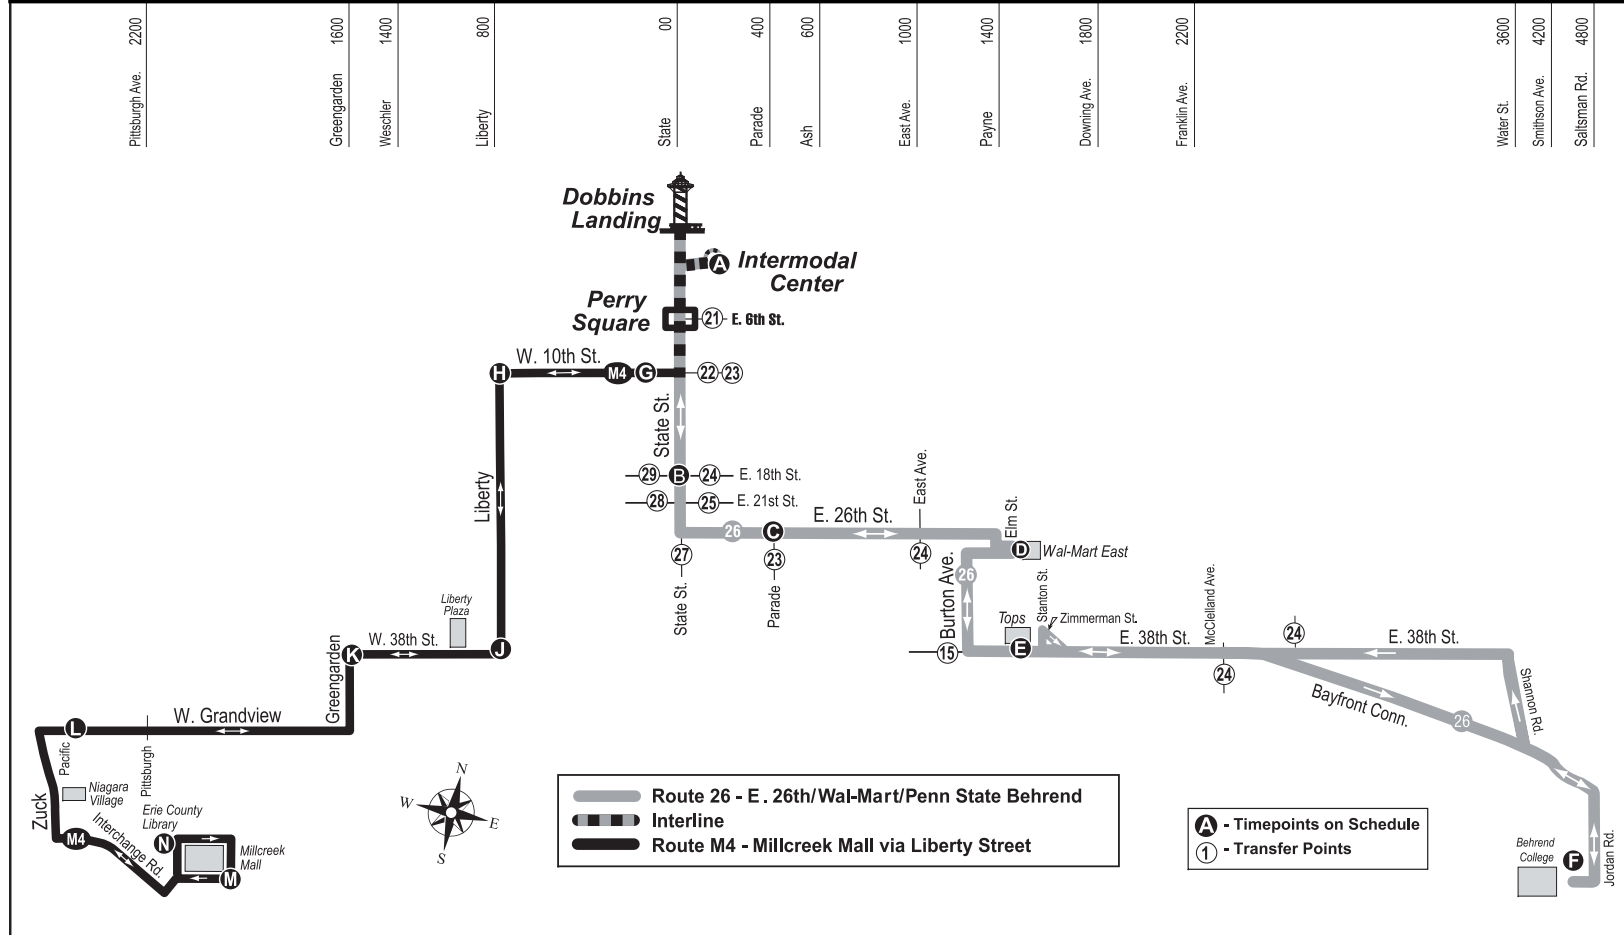 Pittsburgh Ave. 2200
Greengarden 1600
Weschler 1400
Liberty 800
State 00
Parade 400
Ash 600
East Ave. 1000
Payne 1400
Downing Ave. 1800
Franklin Ave. 2200
Water St. 3600
Smithson Ave. 4200
Saltsman Rd. 4800
Dobbins
Landing
A
Intermodal
Center
Perry
Square
21
E. 6th St.
W. 10th St.
H
M4
G
22
23
State St.
Liberty
29
B
24
E. 18th St.
28
25
E. 21st St.
26
C
E. 26th St.
East Ave.
24
Elm St.
D
Wal-Mart East
27
State St.
23
Parade
Burton Ave.
26
Stanton St.
Zimmerman St.
Tops
E
15
E. 38th St.
McClelland Ave.
24
24
E. 38th St.
Shannon Rd.
Bayfront Conn.
26
Liberty
Plaza
W. 38th St.
J
K
Greengarden
W. Grandview
L
Pacific
Pittsburgh
Niagara
Village
Zuck
M4
Interchange Rd.
Erie County
Library
N
Millcreek
Mall
M
N
W
E
S
Route 26 - E. 26th/Wal-Mart/Penn State Behrend
Interline
Route M4 - Millcreek Mall via Liberty Street
A - Timepoints on Schedule
1 - Transfer Points
Behrend
College
F
Jordan Rd.